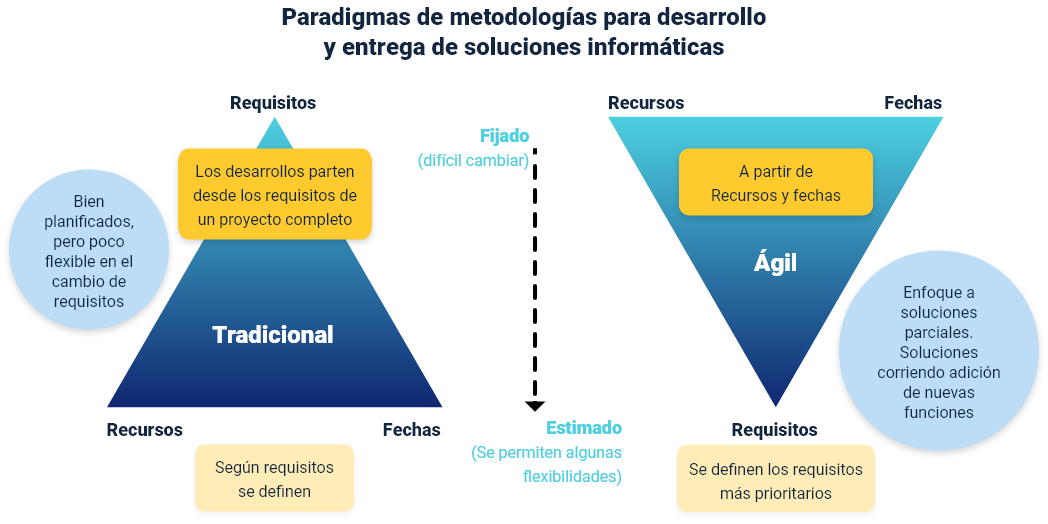 Paradigmas de metodologías para desarrollo
y entrega de soluciones informáticas
Requisitos
Los desarrollos parten
desde los requisitos de
un proyecto completo
Bien
planificados,
pero poco
flexible en el
cambio de
requisitos
Tradicional
Recursos
Fechas
Según requisitos
se definen
Fijado
(difícil cambiar)
Estimado
(Se permiten algunas
flexibilidades)
Recursos
Fechas
A partir de
Recursos y fechas
Ágil
Enfoque a
soluciones
parciales.
Soluciones
corriendo adición
de nuevas
funciones
Requisitos
Se definen los requisitos
más prioritarios